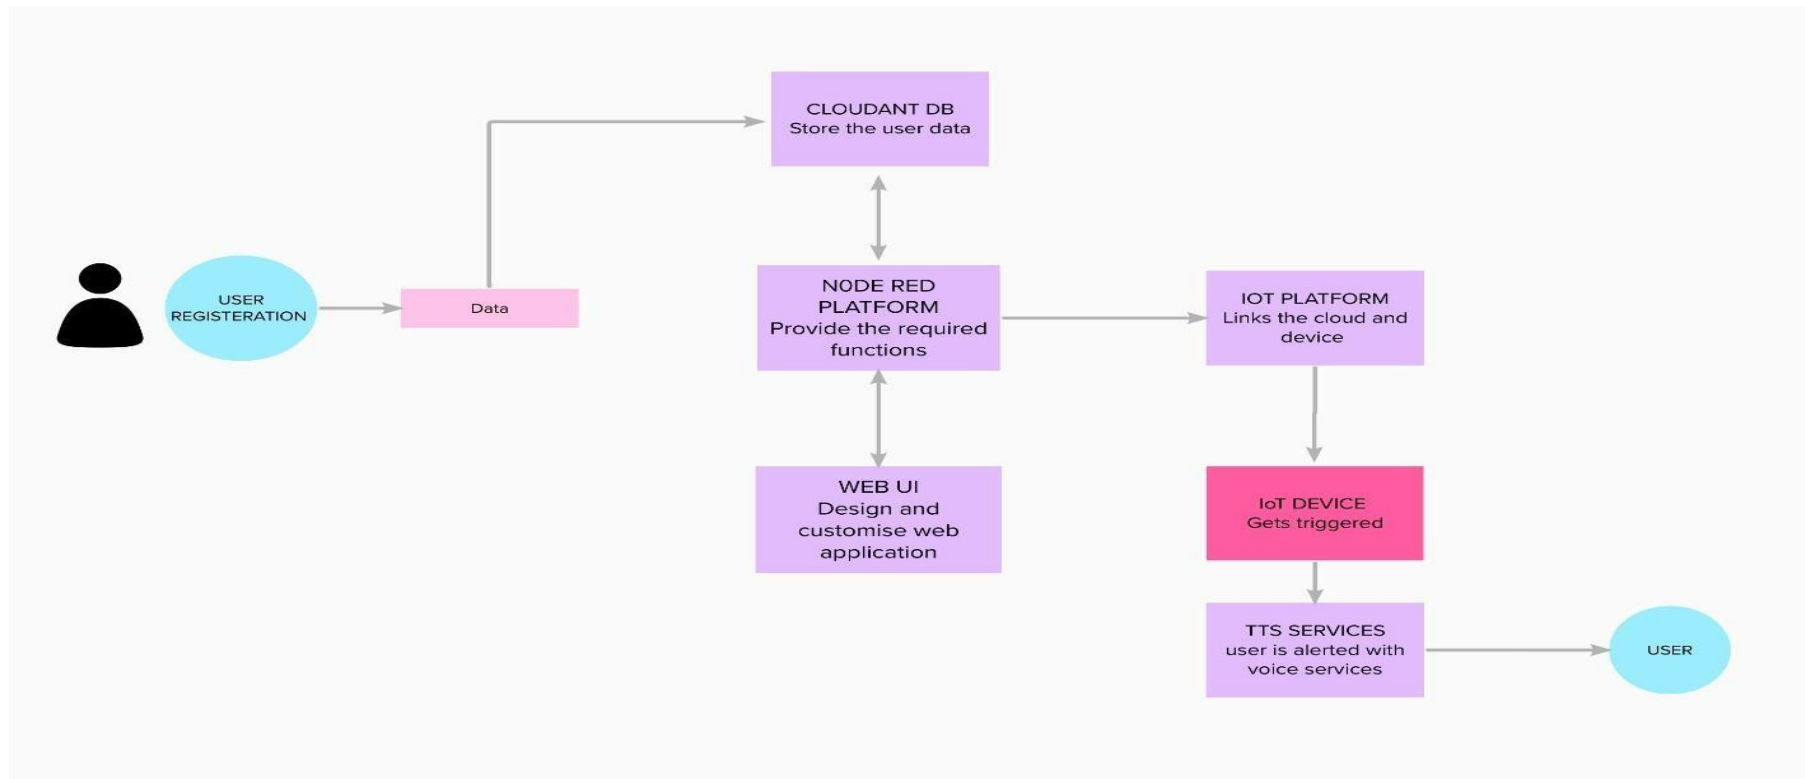 CLOUDANT DB
Store the user data
USER
REGISTERATION
Data
N0DE RED
PLATFORM
Provide the required
functions
IOT PLATFORM
Links the cloud and
device
WEB UI
Design and
customise web
application
IoT DEVICE
Gets triggered
TTS SERVICES
user is alerted with
voice services
USER